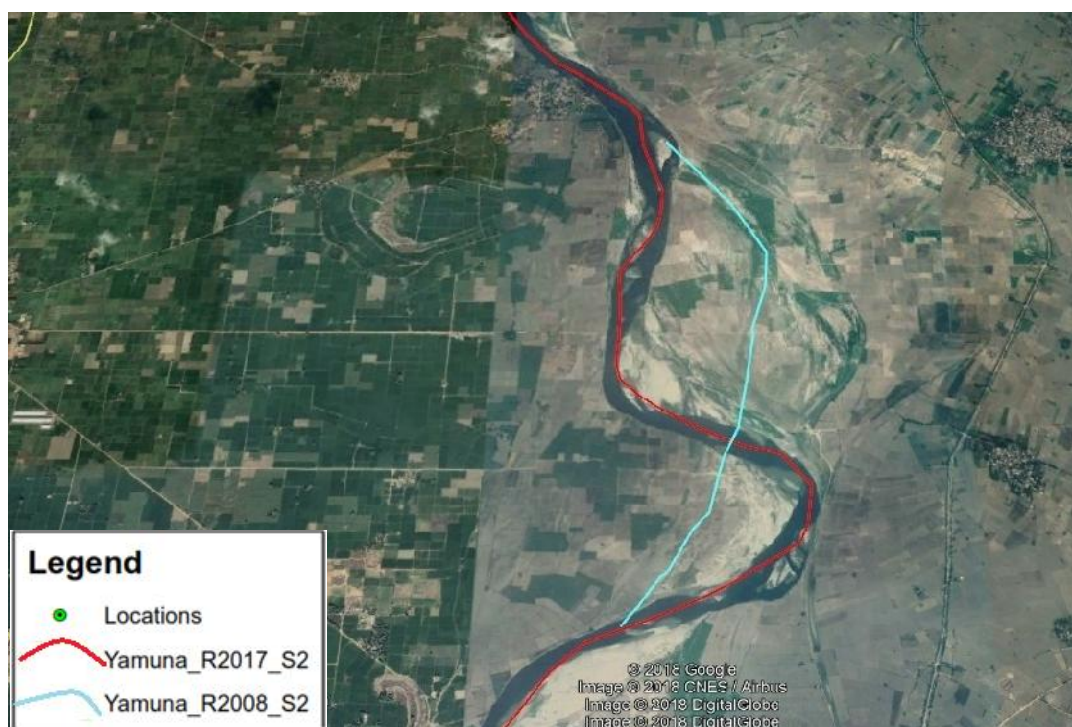 Legend
Locations
Yamuna_R2017_S2
Yamuna_R2008_S2
© 2018 Google
Image © 2018 CNES / Airbus
Image © 2018 DigitalGlobe
Image © 2018 DigitalGlobe